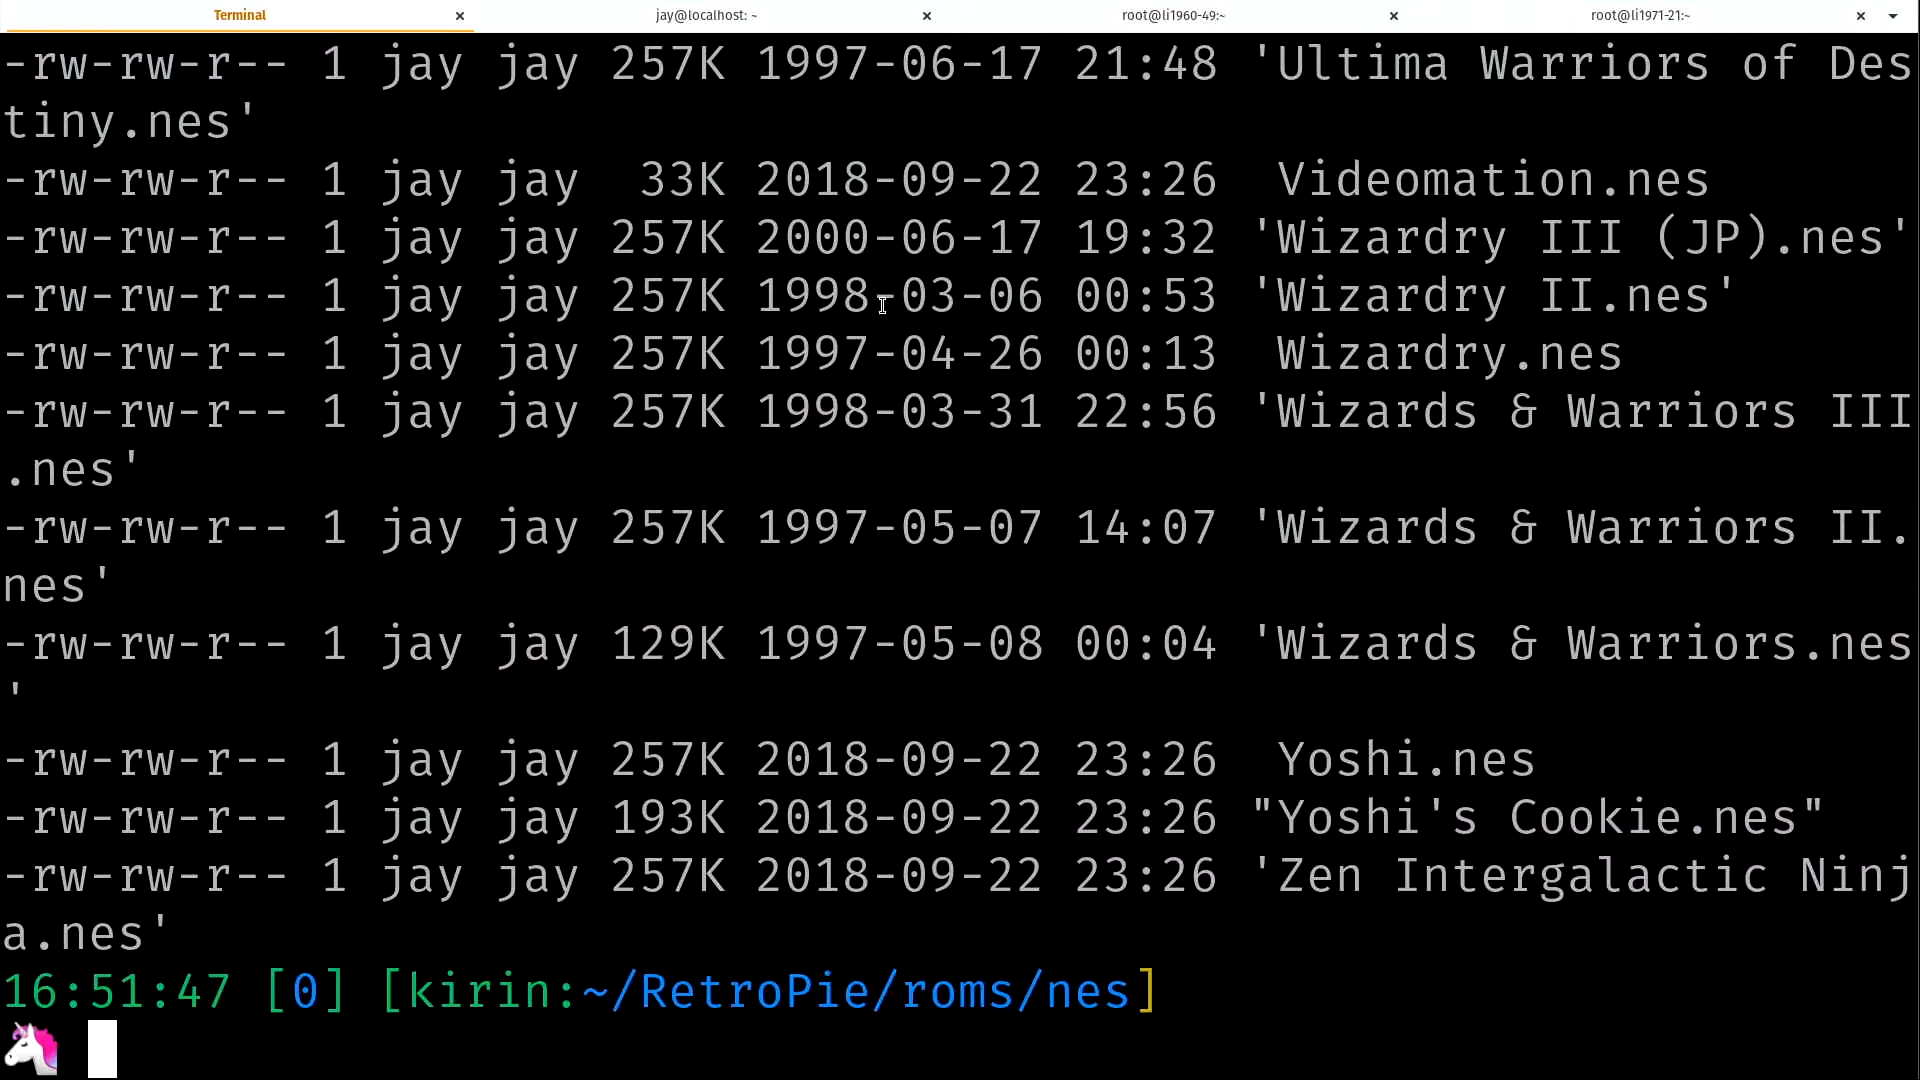 Terminal × jay@localhost: ~ × root@li1960-49:~ × root@li1971-21:~ ×
-rw-rw-r-- 1 jay jay 257K 1997-06-17 21:48 'Ultima Warriors of Des
tiny.nes'
-rw-rw-r-- 1 jay jay  33K 2018-09-22 23:26  Videomation.nes
-rw-rw-r-- 1 jay jay 257K 2000-06-17 19:32 'Wizardry III (JP).nes'
-rw-rw-r-- 1 jay jay 257K 1998-03-06 00:53 'Wizardry II.nes'
-rw-rw-r-- 1 jay jay 257K 1997-04-26 00:13  Wizardry.nes
-rw-rw-r-- 1 jay jay 257K 1998-03-31 22:56 'Wizards & Warriors III
.nes'
-rw-rw-r-- 1 jay jay 257K 1997-05-07 14:07 'Wizards & Warriors II.
nes'
-rw-rw-r-- 1 jay jay 129K 1997-05-08 00:04 'Wizards & Warriors.nes
'
-rw-rw-r-- 1 jay jay 257K 2018-09-22 23:26  Yoshi.nes
-rw-rw-r-- 1 jay jay 193K 2018-09-22 23:26 "Yoshi's Cookie.nes"
-rw-rw-r-- 1 jay jay 257K 2018-09-22 23:26 'Zen Intergalactic Ninj
a.nes'
16:51:47 [0] [kirin:~/RetroPie/roms/nes]